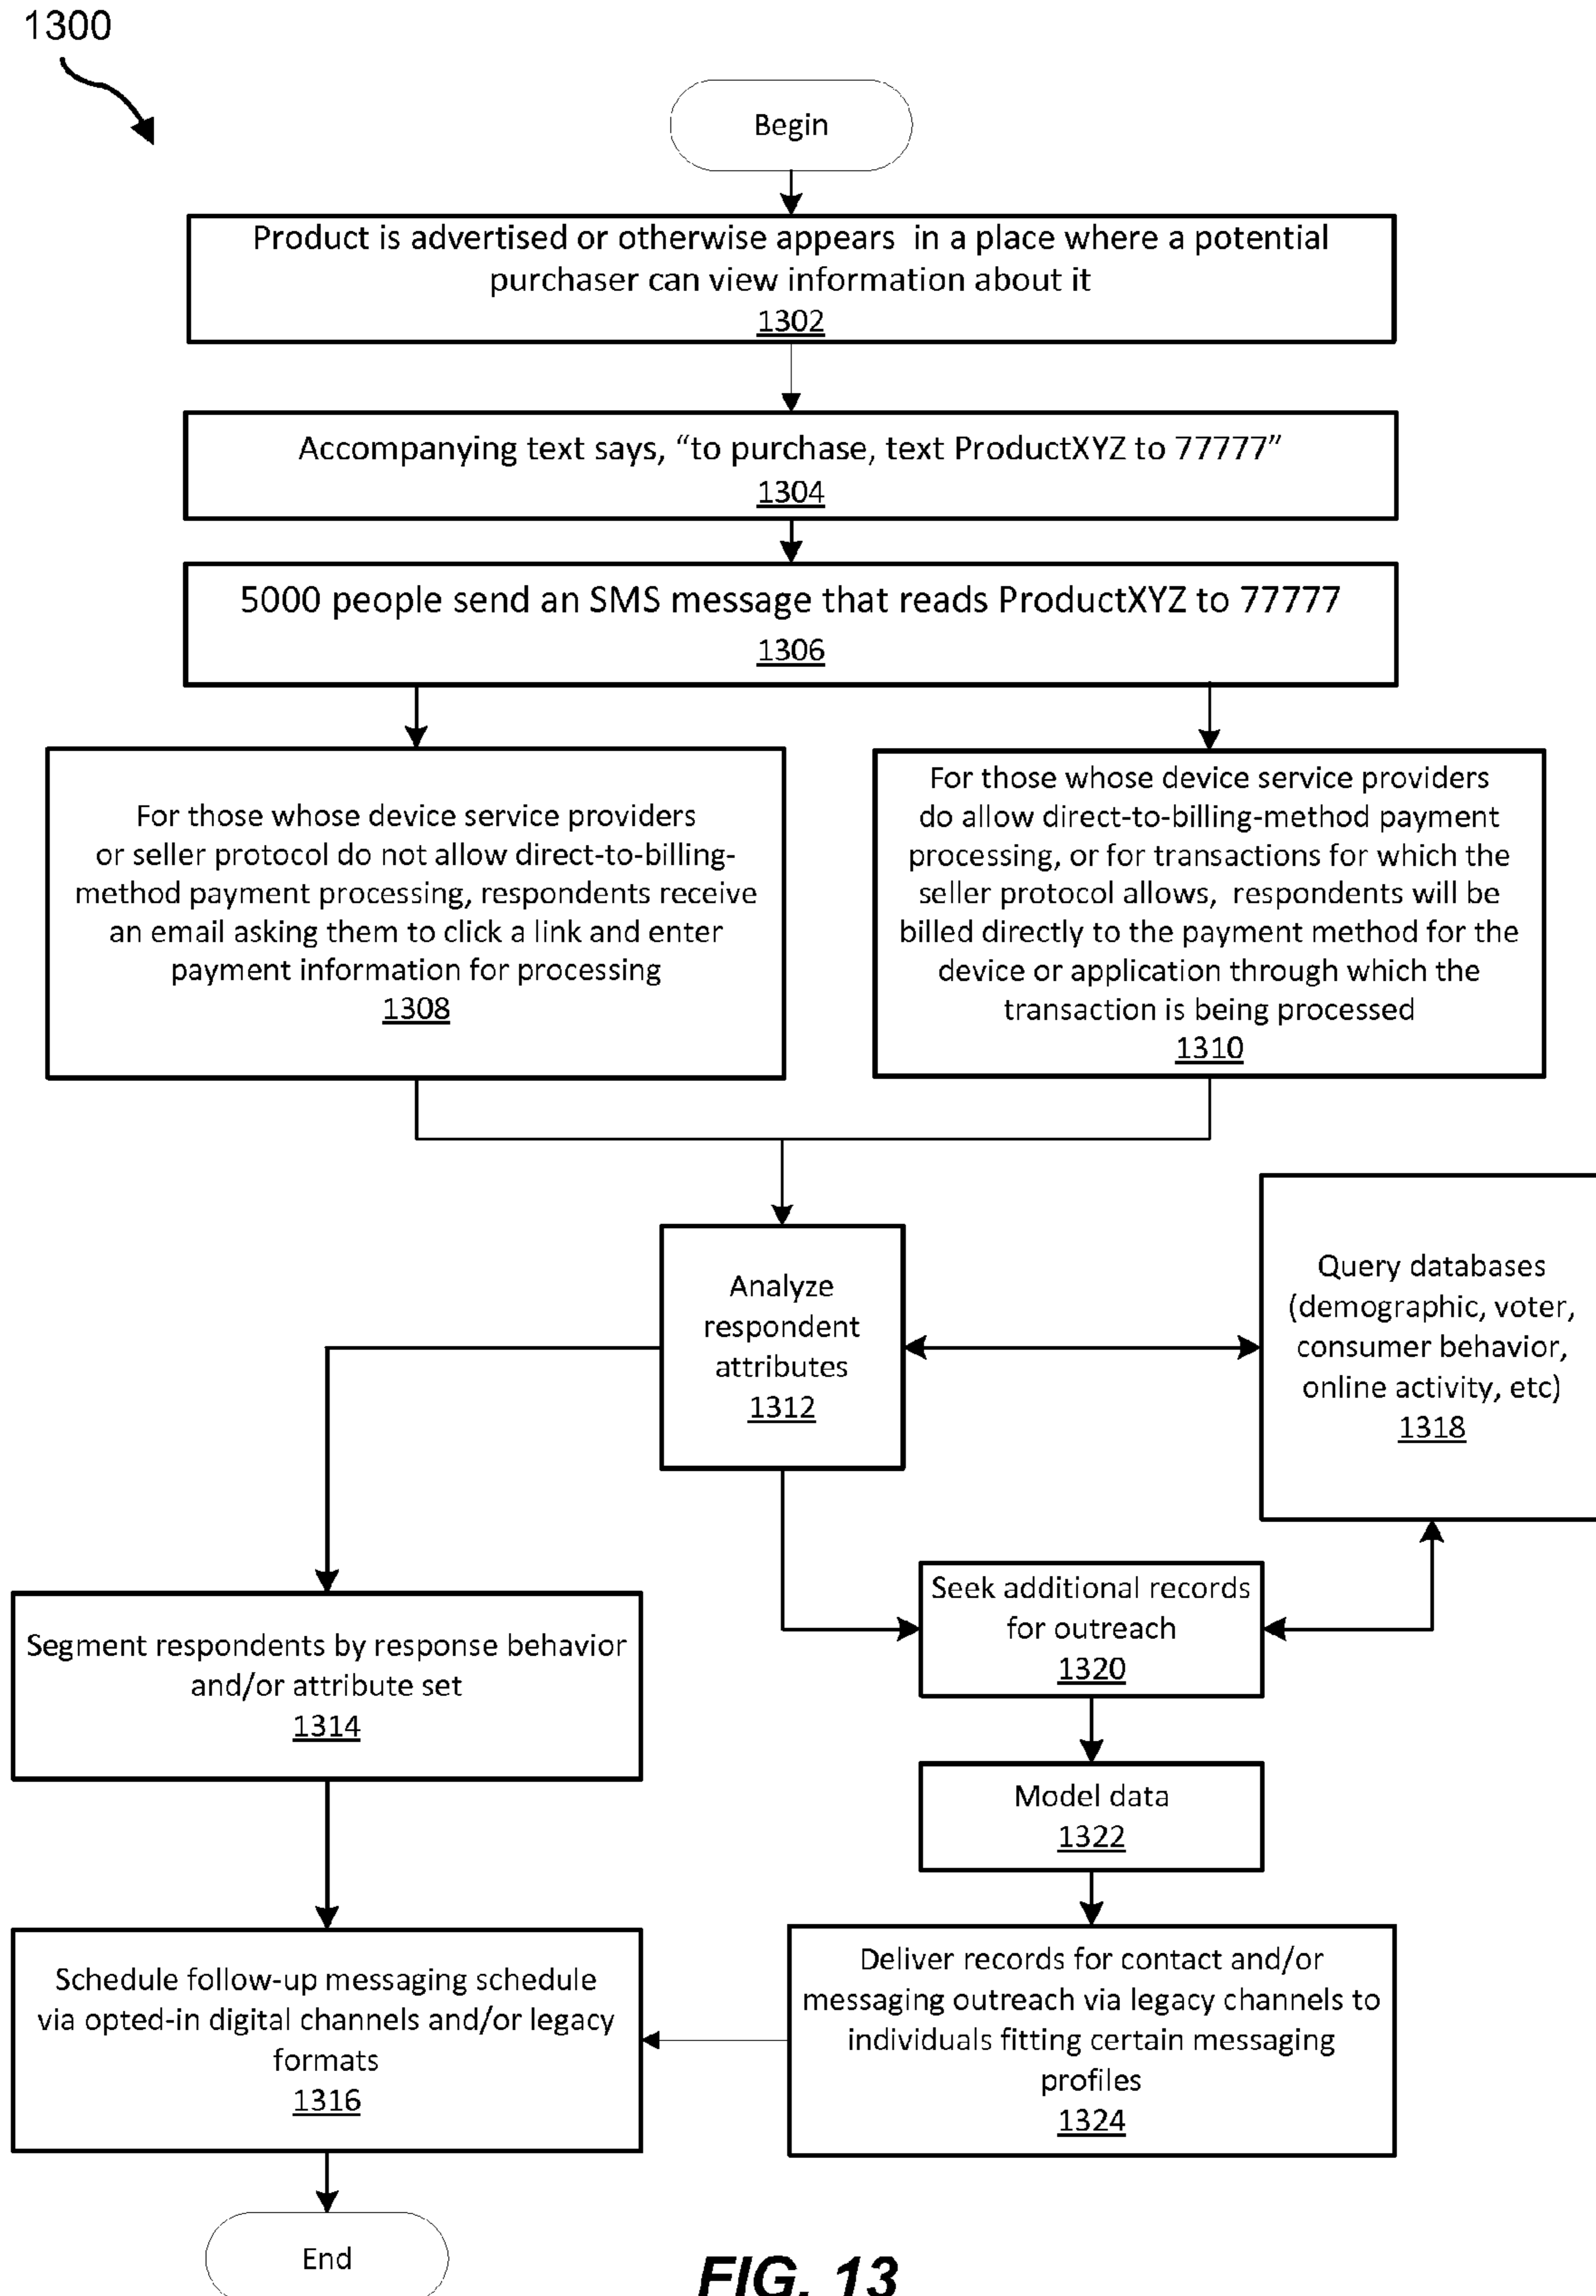 1300
Begin
Product is advertised or otherwise appears in a place where a potential
purchaser can view information about it
1302
Accompanying text says, “to purchase, text ProductXYZ to 77777”
1304
5000 people send an SMS message that reads ProductXYZ to 77777
1306
For those whose device service providers
or seller protocol do not allow direct-to-billing-
method payment processing, respondents receive
an email asking them to click a link and enter
payment information for processing
1308
For those whose device service providers
do allow direct-to-billing-method payment
processing, or for transactions for which the
seller protocol allows, respondents will be
billed directly to the payment method for the
device or application through which the
transaction is being processed
1310
Analyze
respondent
attributes
1312
Query databases
(demographic, voter,
consumer behavior,
online activity, etc)
1318
Segment respondents by response behavior
and/or attribute set
1314
Seek additional records
for outreach
1320
Model data
1322
Schedule follow-up messaging schedule
via opted-in digital channels and/or legacy
formats
1316
Deliver records for contact and/or
messaging outreach via legacy channels to
individuals fitting certain messaging
profiles
1324
End
FIG. 13